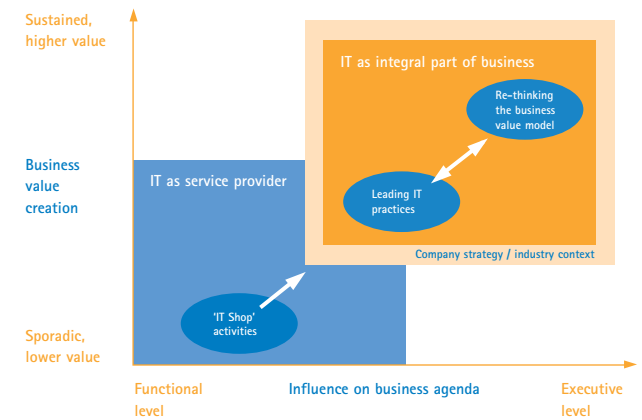 Sustained,
higher value
IT as integral part of business
Re-thinking
the business
value model
Business
value
creation
IT as service provider
Leading IT
practices
Company strategy / industry context
'IT Shop'
activities
Sporadic,
lower value
Functional
level
Influence on business agenda
Executive
level